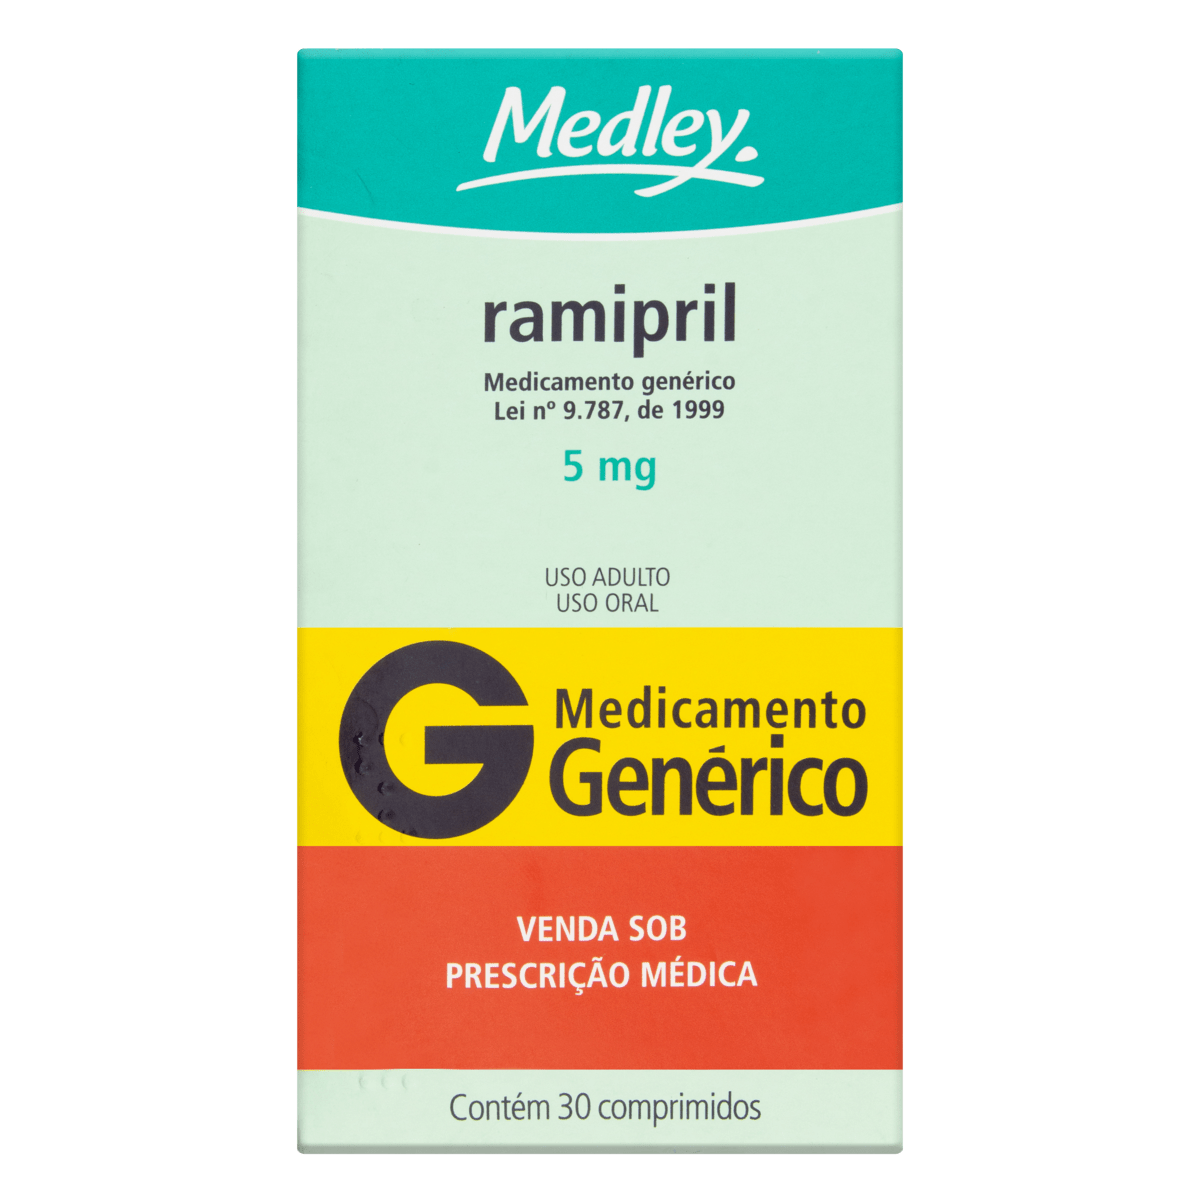 Medley.
ramipril
Medicamento genérico
Lei nº 9.787, de 1999
5 mg
USO ADULTO
USO ORAL
G
Medicamento
Genérico
VENDA SOB
PRESCRIÇÃO MÉDICA
Contém 30 comprimidos